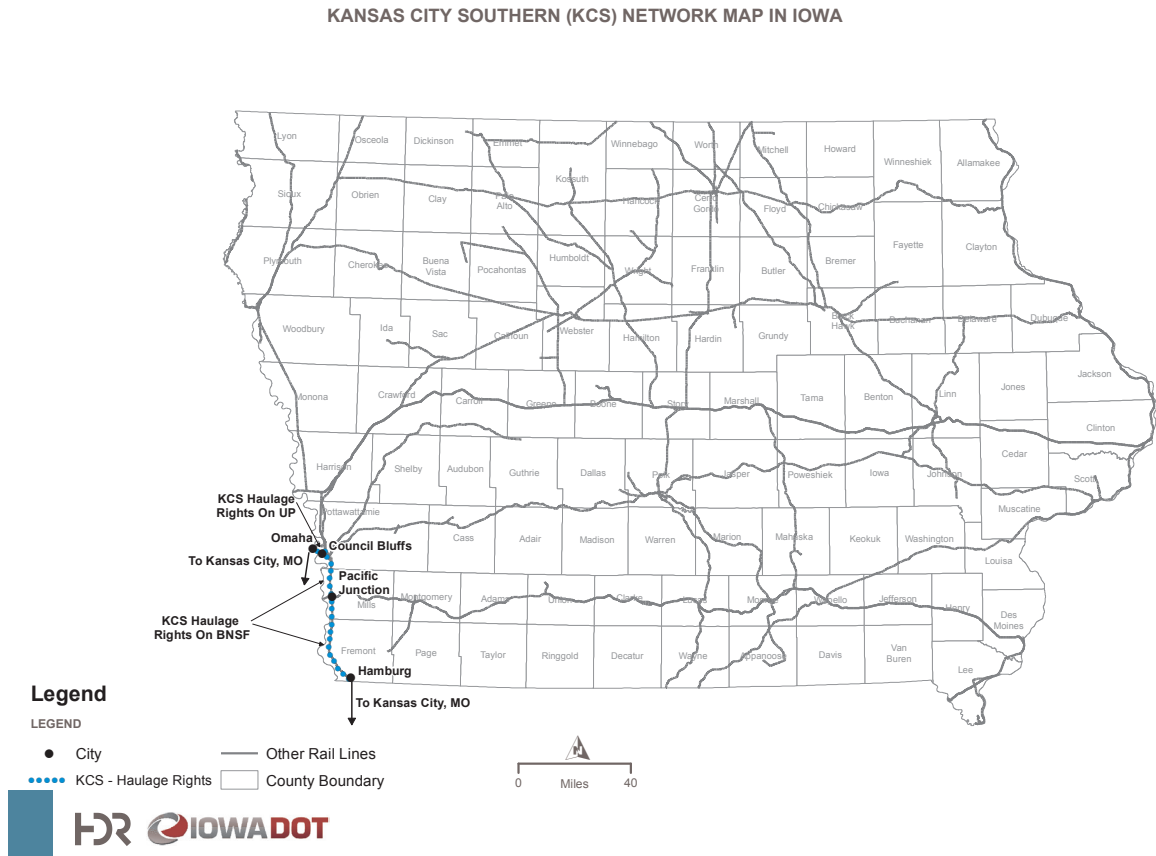 KANSAS CITY SOUTHERN (KCS) NETWORK MAP IN IOWA
Lyon
Osceola
Dickinson
Emmet
Winnebago
Worth
Mitchell
Howard
Winneshiek
Allamakee
Kossuth
Sioux
Obrien
Clay
Palo
Alto
Hancock
Cerro
Gordo
Floyd
Chickasaw
Fayette
Clayton
Plymouth
Cherokee
Buena
Vista
Pocahontas
Humboldt
Wright
Franklin
Butler
Bremer
Woodbury
Ida
Sac
Calhoun
Webster
Hamilton
Hardin
Grundy
Black
Hawk
Buchanan
Delaware
Dubuque
Jackson
Monona
Crawford
Carroll
Greene
Boone
Story
Marshall
Tama
Benton
Linn
Jones
Clinton
Cedar
Harrison
Shelby
Audubon
Guthrie
Dallas
Polk
Jasper
Poweshiek
Iowa
Johnson
Scott
Muscatine
KCS Haulage
Rights On UP
Pottawattamie
Omaha
Council Bluffs
To Kansas City, MO
Cass
Adair
Madison
Warren
Marion
Mahaska
Keokuk
Washington
Louisa
Pacific
Junction
Mills
Montgomery
Adams
Union
Clarke
Lucas
Monroe
Wapello
Jefferson
Henry
Des
Moines
KCS Haulage
Rights On BNSF
Fremont
Page
Taylor
Ringgold
Decatur
Wayne
Appanoose
Davis
Van
Buren
Lee
Hamburg
To Kansas City, MO
Legend
LEGEND
City
Other Rail Lines
KCS - Haulage Rights
County Boundary
N
0
Miles
40
HDR
IOWADOT